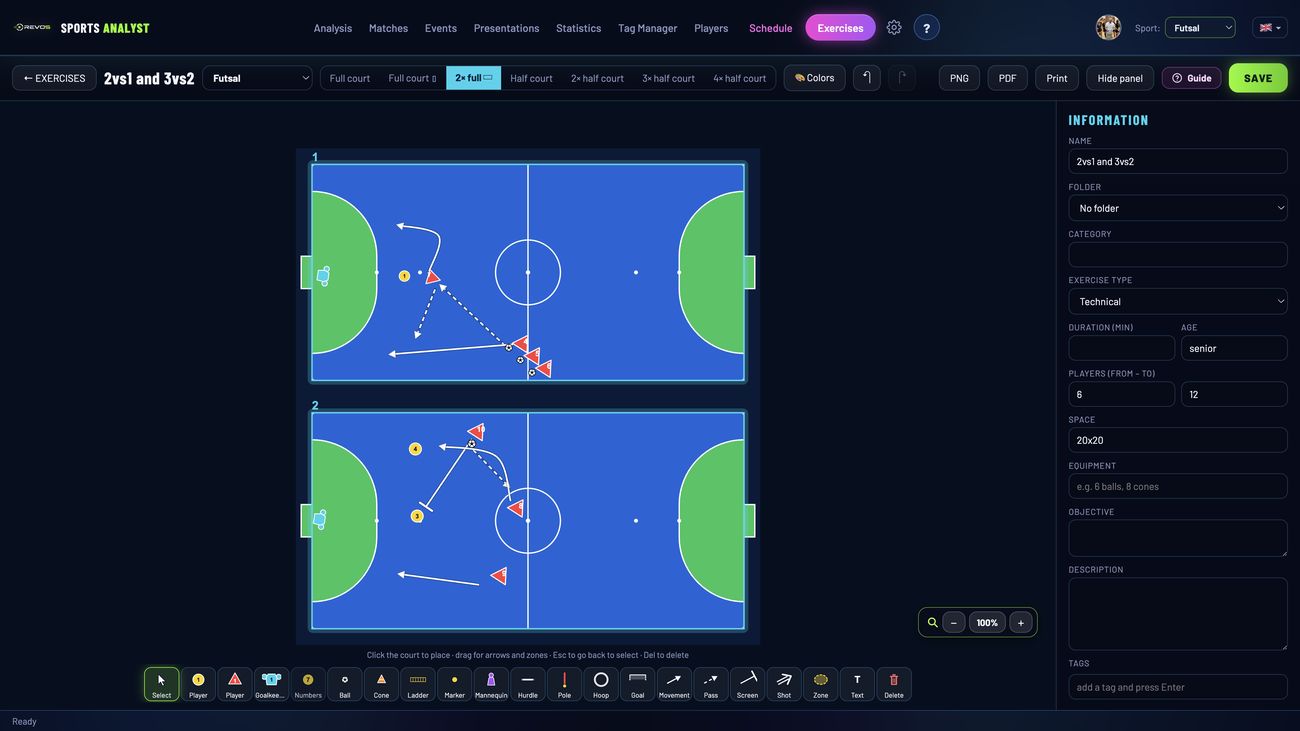 REVOS SPORTS ANALYST
Analysis Matches Events Presentations Statistics Tag Manager Players Schedule Exercises ?
Sport: Futsal
← EXERCISES 2vs1 and 3vs2 Futsal
Full court Full court 2× full Half court 2× half court 3× half court 4× half court
Colors
PNG PDF Print Hide panel Guide SAVE
INFORMATION
NAME
2vs1 and 3vs2
FOLDER
No folder
CATEGORY
EXERCISE TYPE
Technical
DURATION (MIN) AGE
senior
PLAYERS (FROM – TO)
6 12
SPACE
20x20
EQUIPMENT
e.g. 6 balls, 8 cones
OBJECTIVE
DESCRIPTION
TAGS
add a tag and press Enter
1
1
2
10
4
3
− 100% +
Click the court to place · drag for arrows and zones · Esc to go back to select · Del to delete
Select Player Player Goalkee... Numbers Ball Cone Ladder Marker Mannequin Hurdle Pole Hoop Goal Movement Pass Screen Shot Zone Text Delete
Ready